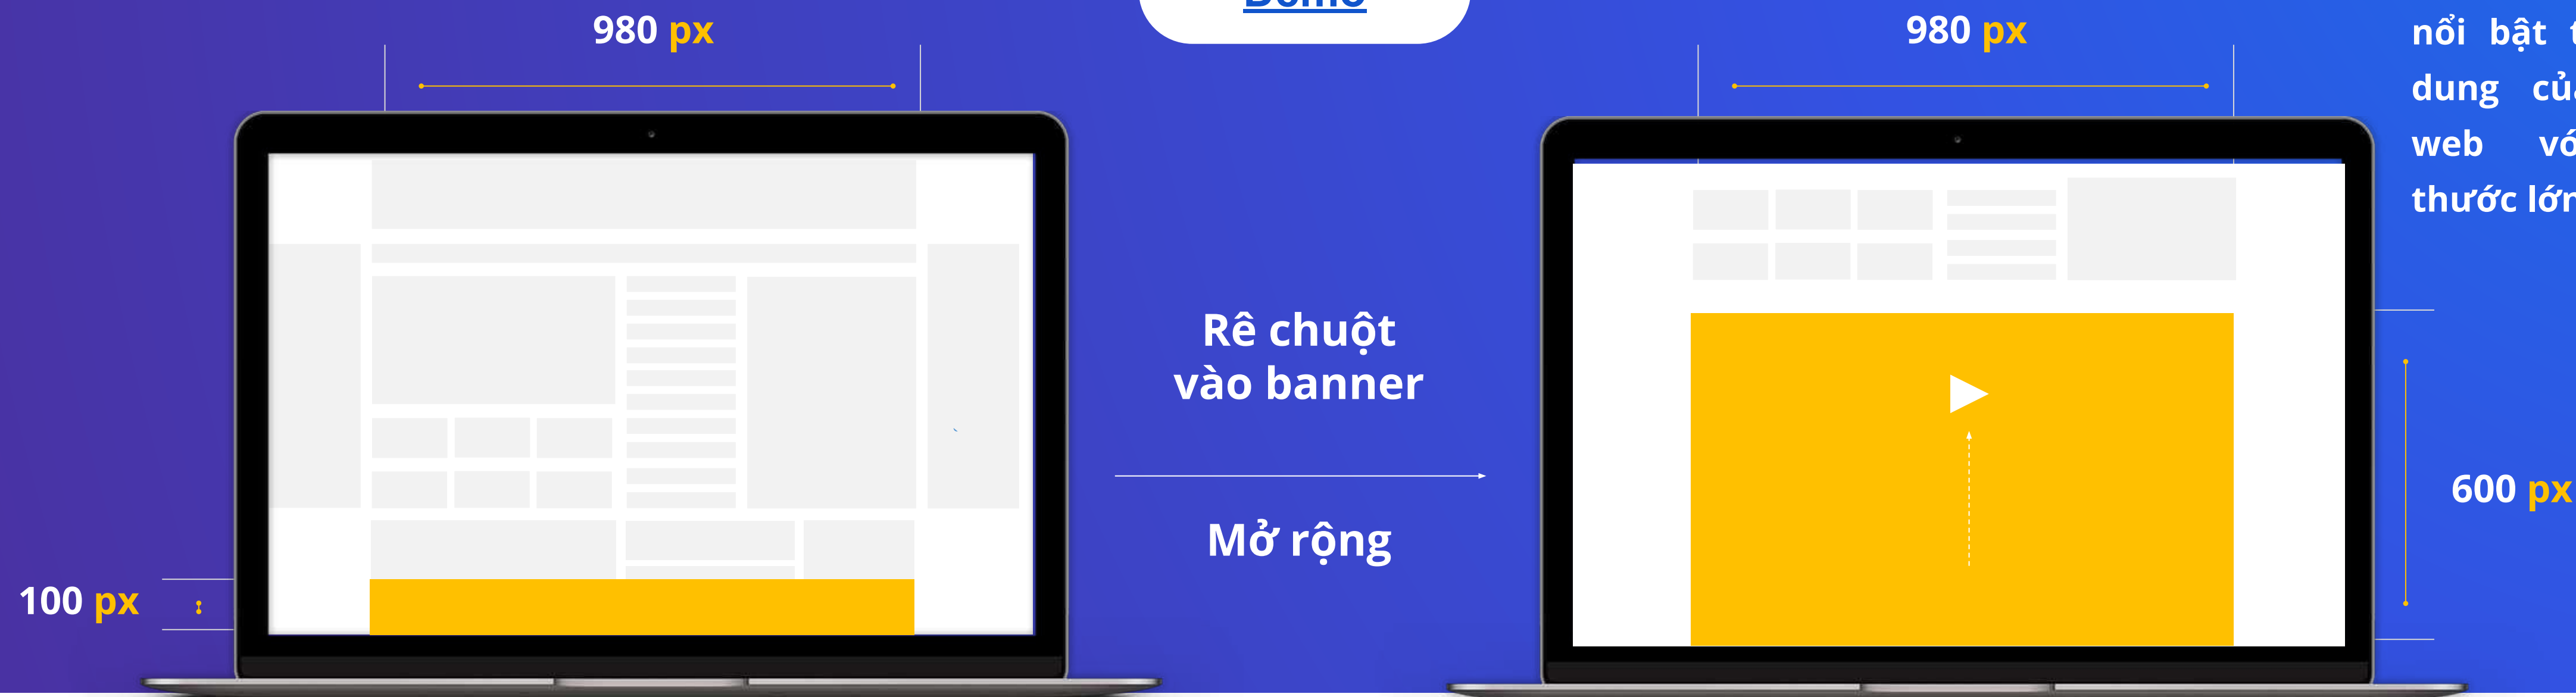 Demo
980 px
980 px
nổi bật
dung
web
thước
Rê chuột
vào banner
Mở rộng
100 px
600 px